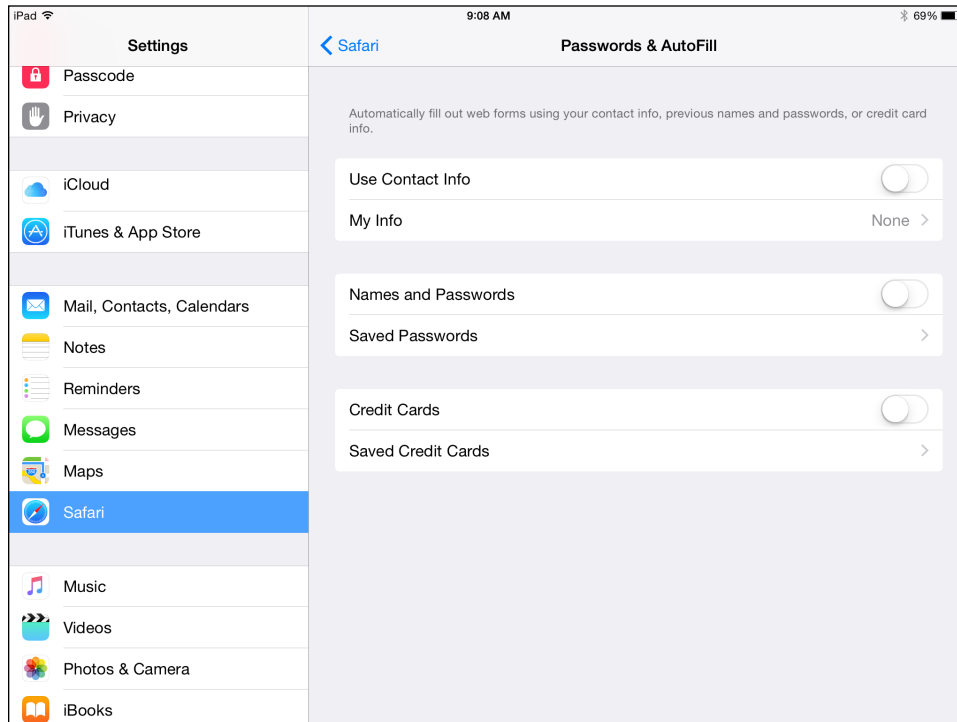 iPad
9:08 AM
69%
Settings
Safari
Passwords & AutoFill
Passcode
Privacy
iCloud
iTunes & App Store
Mail, Contacts, Calendars
Notes
Reminders
Messages
Maps
Safari
Music
Videos
Photos & Camera
iBooks
Automatically fill out web forms using your contact info, previous names and passwords, or credit card
info.
Use Contact Info
My Info None
Names and Passwords
Saved Passwords
Credit Cards
Saved Credit Cards